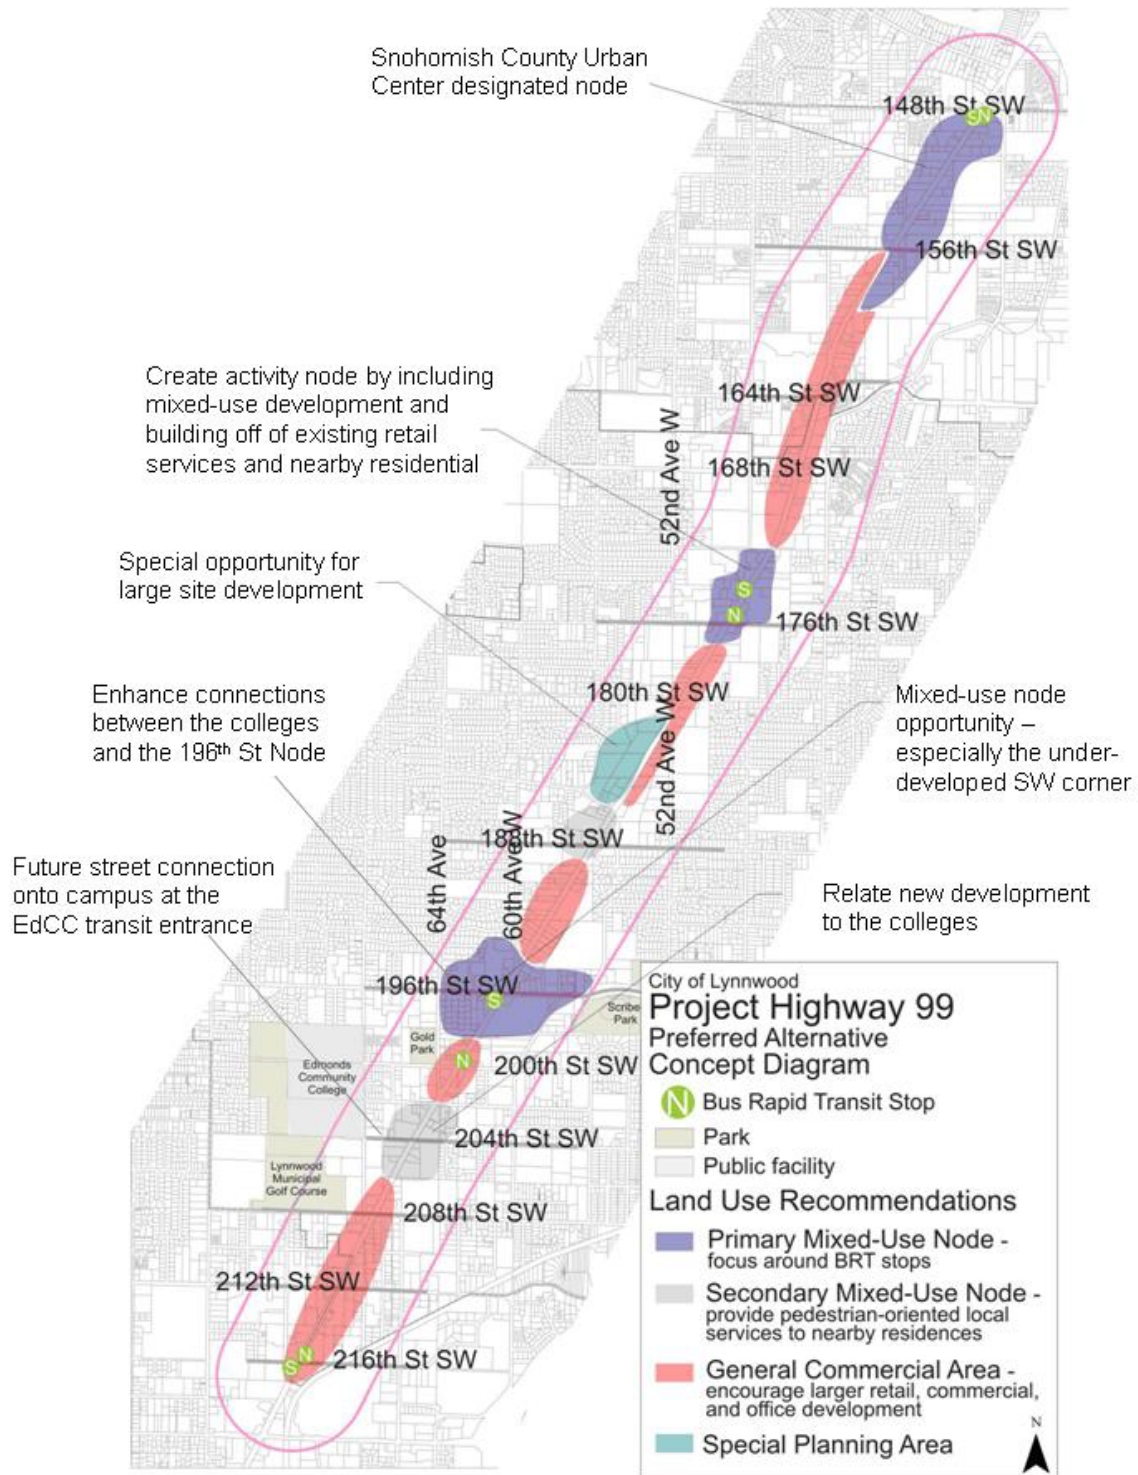 Snohomish County Urban
Center designated node
148th St SW
S
N
156th St SW
Create activity node by including
mixed-use development and
building off of existing retail
services and nearby residential
164th St SW
52nd Ave W
168th St SW
Special opportunity for
large site development
S
N
176th St SW
Enhance connections
between the colleges
and the 196th St Node
180th St SW
Mixed-use node
opportunity –
especially the under-
developed SW corner
52nd Ave W
188th St SW
64th Ave
60th Ave W
Future street connection
onto campus at the
EdCC transit entrance
Relate new development
to the colleges
196th St SW
S
Scribe
Park
Gold
Park
N
200th St SW
Edmonds
Community
College
204th St SW
Lynnwood
Municipal
Golf Course
208th St SW
212th St SW
S
N
216th St SW
City of Lynnwood
Project Highway 99
Preferred Alternative
Concept Diagram
N Bus Rapid Transit Stop
Park
Public facility
Land Use Recommendations
Primary Mixed-Use Node -
focus around BRT stops
Secondary Mixed-Use Node -
provide pedestrian-oriented local
services to nearby residences
General Commercial Area -
encourage larger retail, commercial,
and office development
Special Planning Area
N